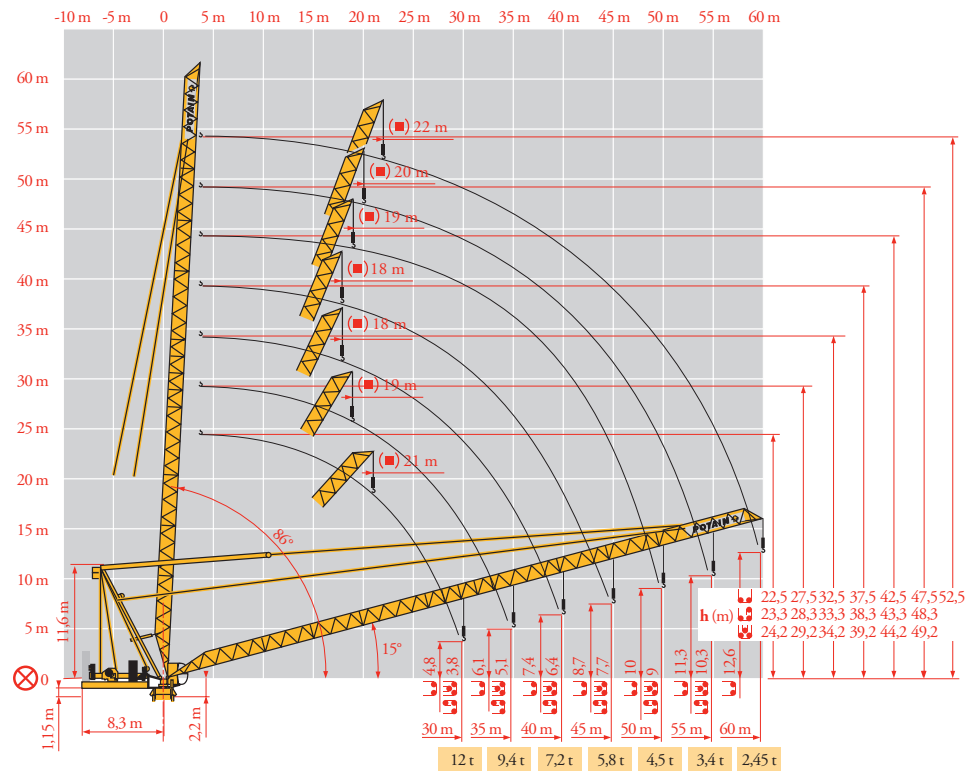 -10 m -5 m 0 5 m 10 m 15 m 20 m 25 m 30 m 35 m 40 m 45 m 50 m 55 m 60 m
60 m
55 m
50 m
45 m
40 m
35 m
30 m
25 m
20 m
15 m
10 m
5 m
0
POTAIN
(■) 22 m
(■) 20 m
(■) 19 m
(■) 18 m
(■) 18 m
(■) 19 m
(■) 21 m
86°
15°
POTAIN
11,6 m
h (m)
22,5 27,5 32,5 37,5 42,5 47,5 52,5
23,3 28,3 33,3 38,3 43,3 48,3
24,2 29,2 34,2 39,2 44,2 49,2
4,8 3,8 6,1 5,1 7,4 6,4 8,7 7,7 10 9 11,3 10,3 12,6
1,15 m
8,3 m
2,2 m
30 m 35 m 40 m 45 m 50 m 55 m 60 m
12 t 9,4 t 7,2 t 5,8 t 4,5 t 3,4 t 2,45 t